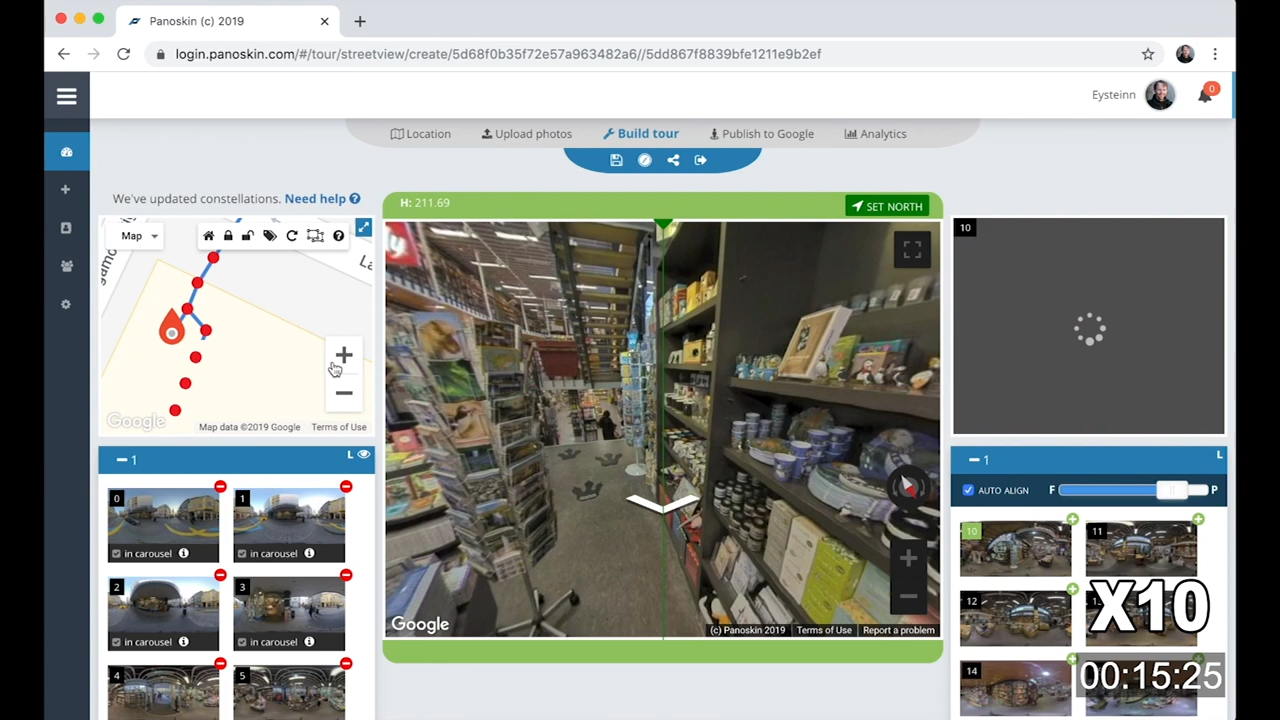 Panoskin (c) 2019
login.panoskin.com/#/tour/streetview/create/5d68f0b35f72e57a963482a6//5dd867f8839bfe1211e9b2ef
Eysteinn
0
Location
Upload photos
Build tour
Publish to Google
Analytics
We've updated constellations. Need help
H: 211.69
SET NORTH
Map
Google
Map data ©2019 Google
Terms of Use
10
1
L
0
in carousel
1
in carousel
2
in carousel
3
in carousel
4
5
Google
(c) Panoskin 2019
Terms of Use
Report a problem
1
L
AUTO ALIGN
F
P
10
11
12
14
X10
00:15:25